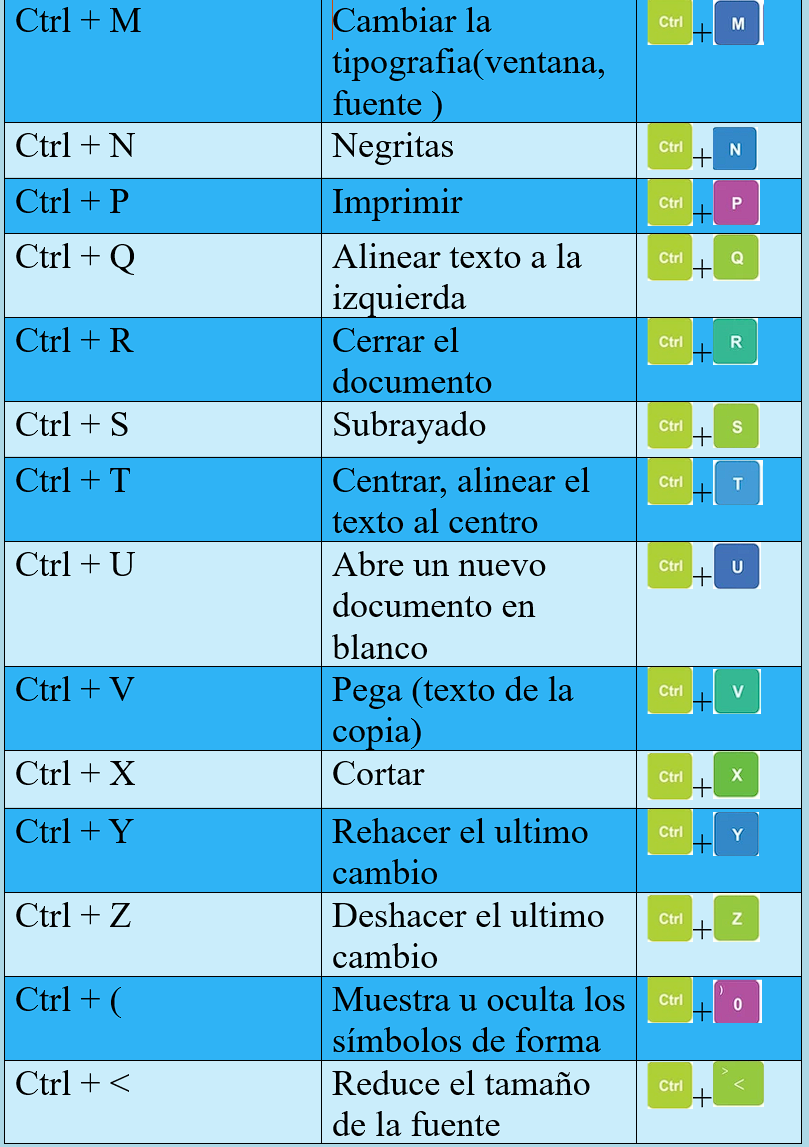 Ctrl + M Cambiar la Ctrl + M
tipografia(ventana,
fuente )
Ctrl + N Negritas Ctrl + N
Ctrl + P Imprimir Ctrl + P
Ctrl + Q Alinear texto a la Ctrl + Q
izquierda
Ctrl + R Cerrar el Ctrl + R
documento
Ctrl + S Subrayado Ctrl + S
Ctrl + T Centrar, alinear el Ctrl + T
texto al centro
Ctrl + U Abre un nuevo Ctrl + U
documento en
blanco
Ctrl + V Pega (texto de la Ctrl + V
copia)
Ctrl + X Cortar Ctrl + X
Ctrl + Y Rehacer el ultimo Ctrl + Y
cambio
Ctrl + Z Deshacer el ultimo Ctrl + Z
cambio
Ctrl + ( Muestra u oculta los Ctrl + ) 0
símbolos de forma
Ctrl + < Reduce el tamaño Ctrl + > <
de la fuente